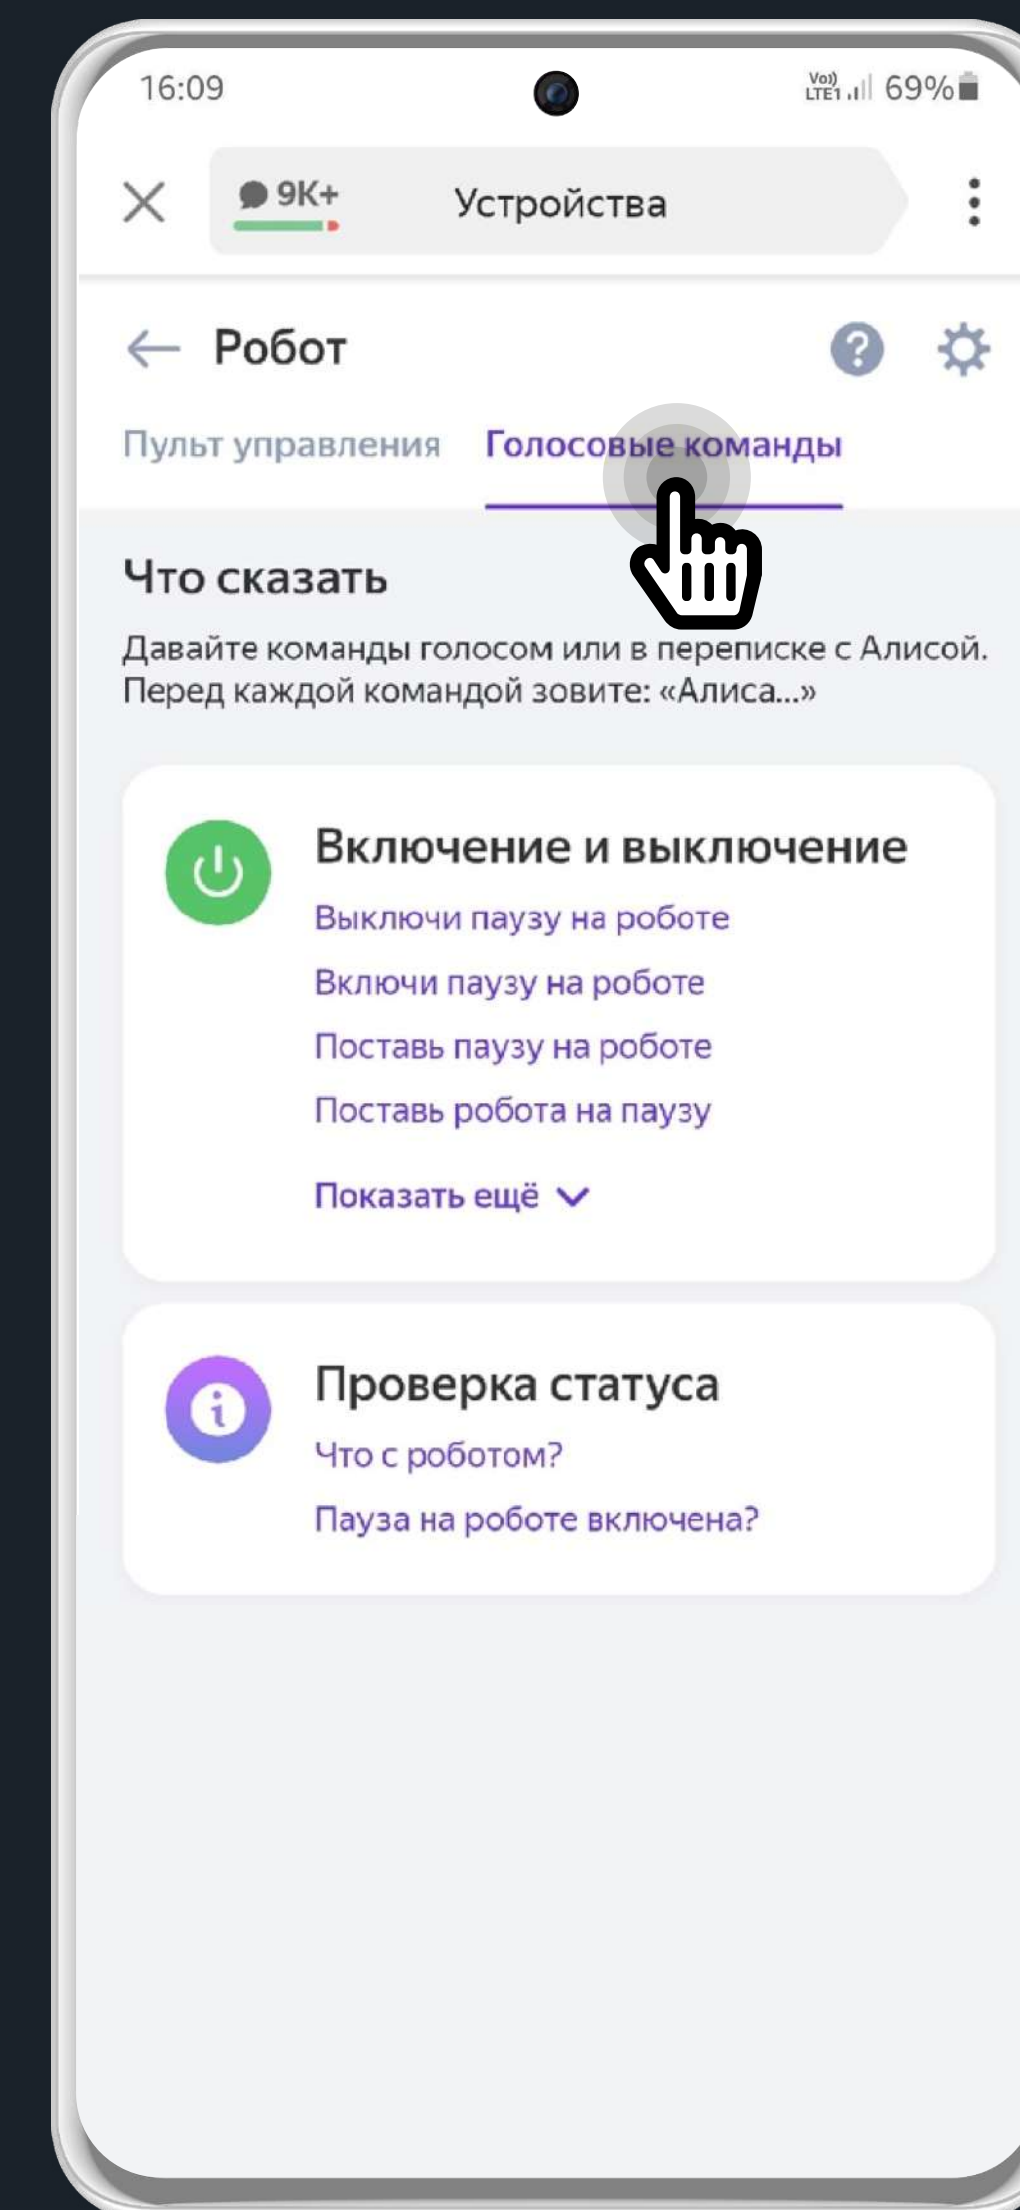 16:09
Vo)) LTE1 69%
9K+ Устройства
Робот
Пульт управления Голосовые команды
Что сказать
Давайте команды голосом или в переписке с Алисой.
Перед каждой командой зовите: «Алиса...»
Включение и выключение
Выключи паузу на роботе
Включи паузу на роботе
Поставь паузу на роботе
Поставь робота на паузу
Показать ещё
Проверка статуса
Что с роботом?
Пауза на роботе включена?